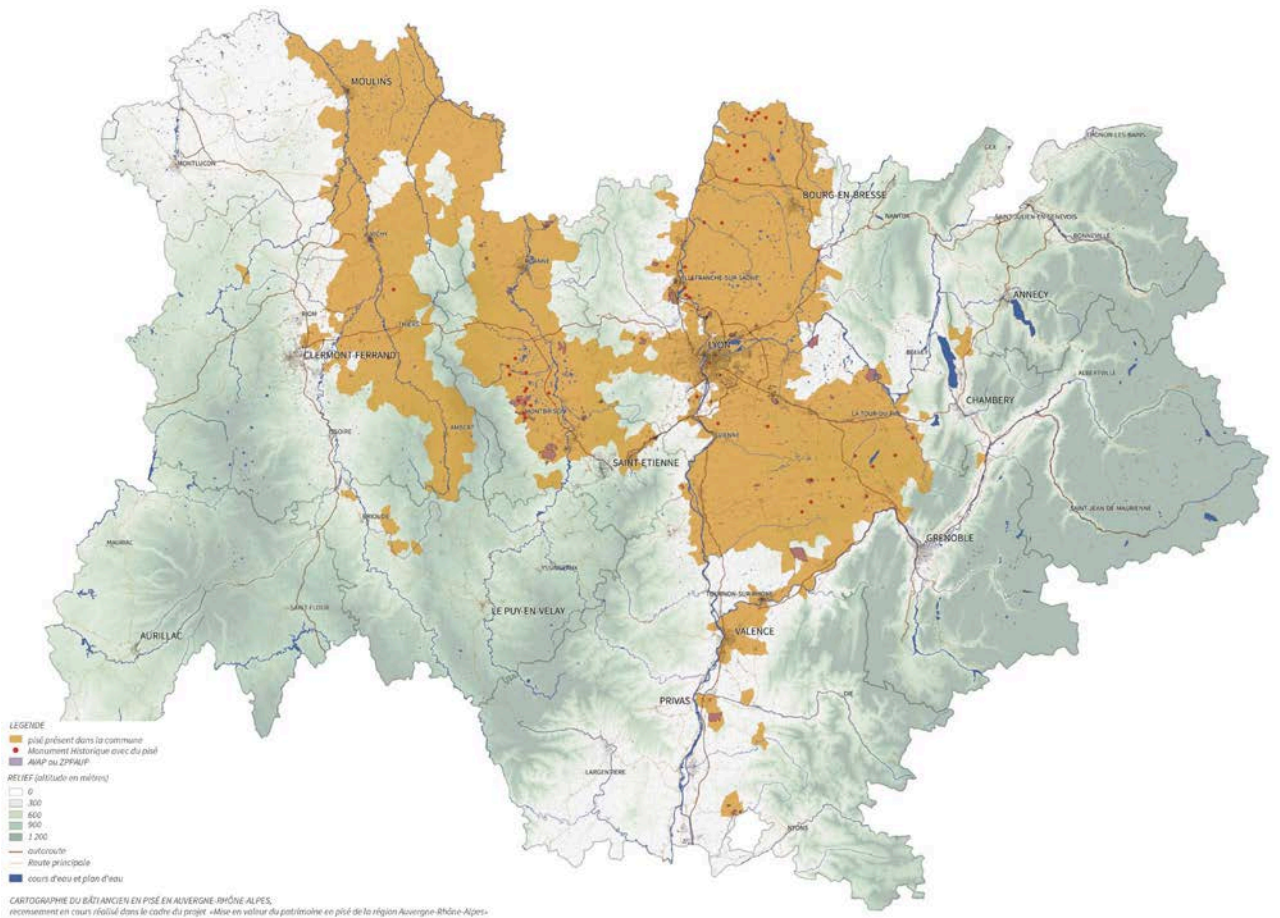 MOULINS
MONTLUCON
THONON-LES-BAINS
GEX
BOURG-EN-BRESSE
NANTUA
SAINT-JULIEN-EN-GENEVOIS
BONNEVILLE
VICHY
ROANNE
VILLEFRANCHE-SUR-SAONE
ANNECY
RIOM
THIERS
CLERMONT-FERRAND
LYON
BELLEY
ALBERTVILLE
CHAMBERY
MONTBRISON
LA TOUR-DU-PIN
AMBERT
ISSOIRE
VIENNE
SAINT-ETIENNE
SAINT-JEAN-DE-MAURIENNE
BRIOUDE
GRENOBLE
MAURIAC
YSSINGEAUX
TOURNON-SUR-RHONE
SAINT-FLOUR
LE PUY-EN-VELAY
AURILLAC
VALENCE
PRIVAS
DIE
LARGENTIERE
NYONS
LEGENDE
pisé présent dans la commune
Monument Historique avec du pisé
AVAP ou ZPPAUP
RELIEF (altitude en mètres)
0
300
600
900
1 200
autoroute
Route principale
cours d'eau et plan d'eau
CARTOGRAPHIE DU BÂTI ANCIEN EN PISÉ EN AUVERGNE-RHÔNE-ALPES,
recensement en cours réalisé dans le cadre du projet «Mise en valeur du patrimoine en pisé de la région Auvergne-Rhône-Alpes»